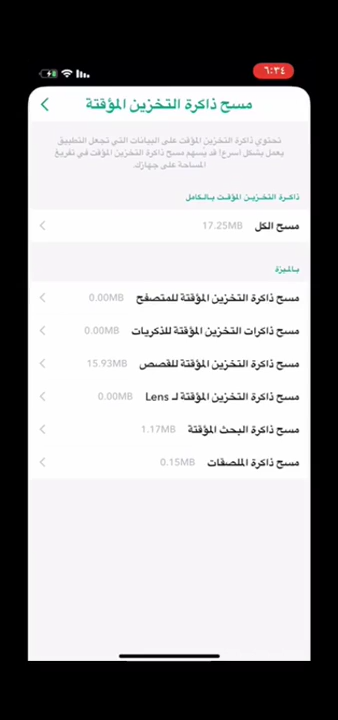 ٦:٣٤
مسح ذاكرة التخزين المؤقتة
تحتوي ذاكرة التخزين المؤقت على البيانات التي تجعل التطبيق
يعمل بشكل أسرع! قد يُسهم مسح ذاكرة التخزين المؤقت في تفريغ
المساحة على جهازك.
ذاكرة التخزين المؤقت بالكامل
مسح الكل 17.25MB
بالميزة
مسح ذاكرة التخزين المؤقتة للمتصفح 0.00MB
مسح ذاكرات التخزين المؤقتة للذكريات 0.00MB
مسح ذاكرة التخزين المؤقتة للقصص 15.93MB
مسح ذاكرة التخزين المؤقتة لـ Lens 0.00MB
مسح ذاكرة البحث المؤقتة 1.17MB
مسح ذاكرة الملصقات 0.15MB